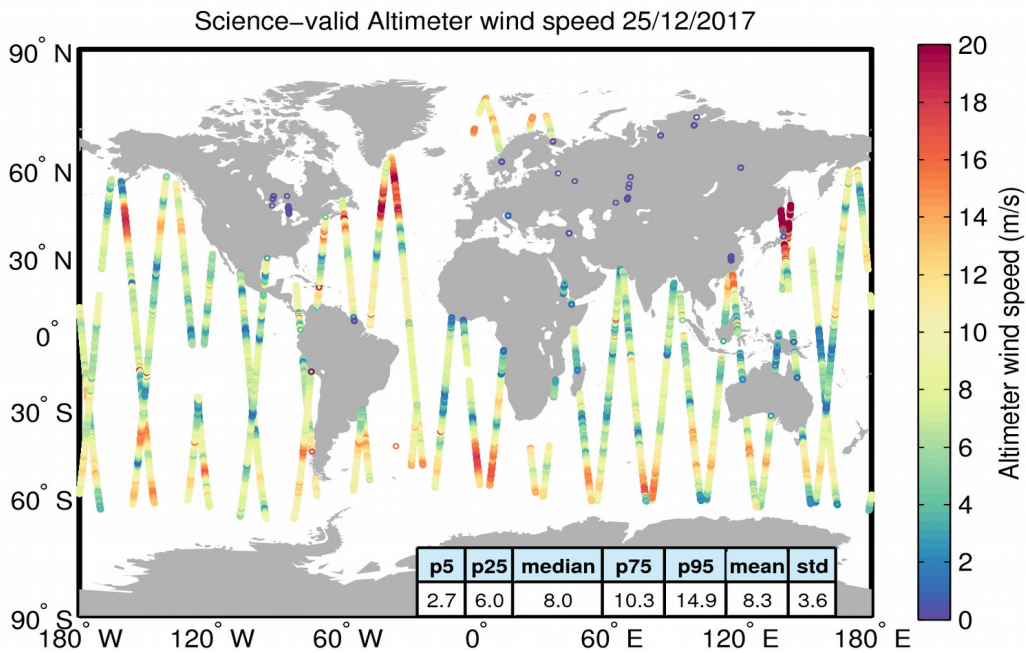 Science−valid Altimeter wind speed 25/12/2017
90° N
60° N
30° N
0°
30° S
60° S
90° S
180° W
120° W
60° W
0°
60° E
120° E
180° E
p5 p25 median p75 p95 mean std
2.7 6.0 8.0 10.3 14.9 8.3 3.6
20
18
16
14
12
10
8
6
4
2
0
Altimeter wind speed (m/s)